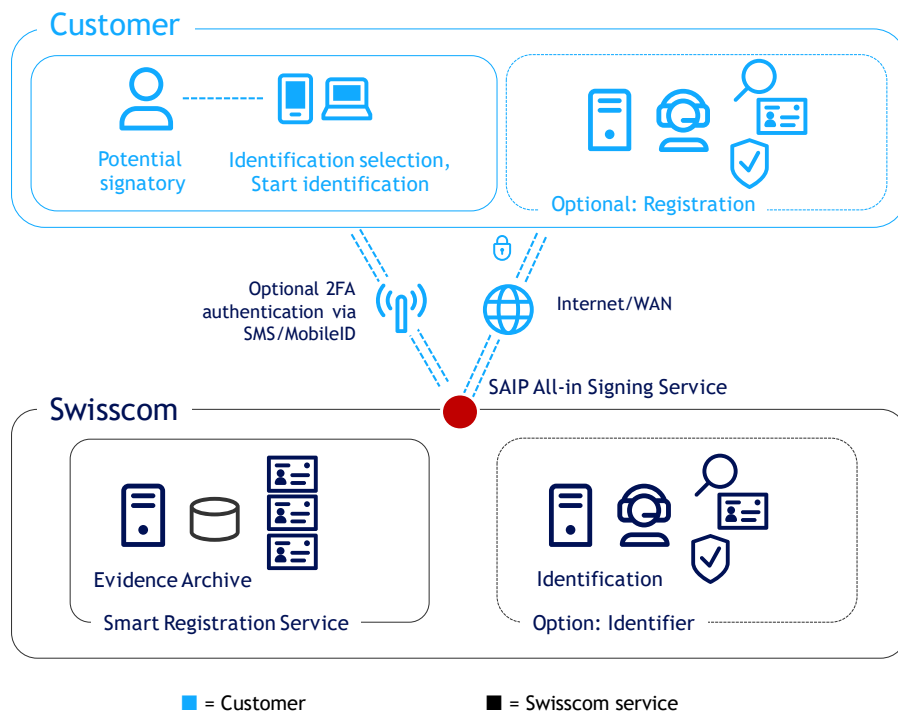 Customer
Potential
signatory
Identification selection,
Start identification
Optional: Registration
Optional 2FA
authentication via
SMS/MobileID
Internet/WAN
SAIP All-in Signing Service
Swisscom
Evidence Archive
Smart Registration Service
Identification
Option: Identifier
= Customer
= Swisscom service